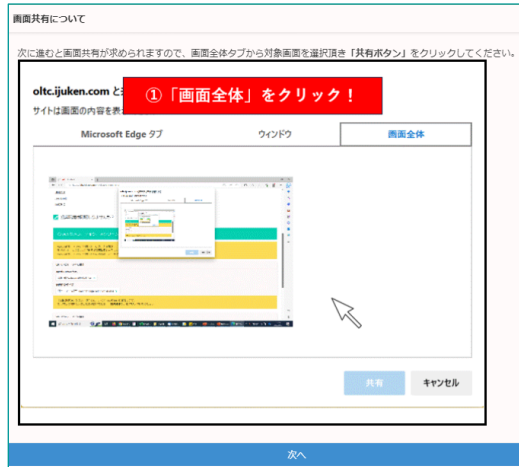 画面共有について
次に進むと画面共有が求められますので、画面全体タブから対象画面を選択頂き「共有ボタン」をクリックしてください。
oltc.ijuken.com と
①「画面全体」をクリック！
サイトは画面の内容を表
Microsoft Edge タブ
ウィンドウ
画面全体
共有
キャンセル
次へ